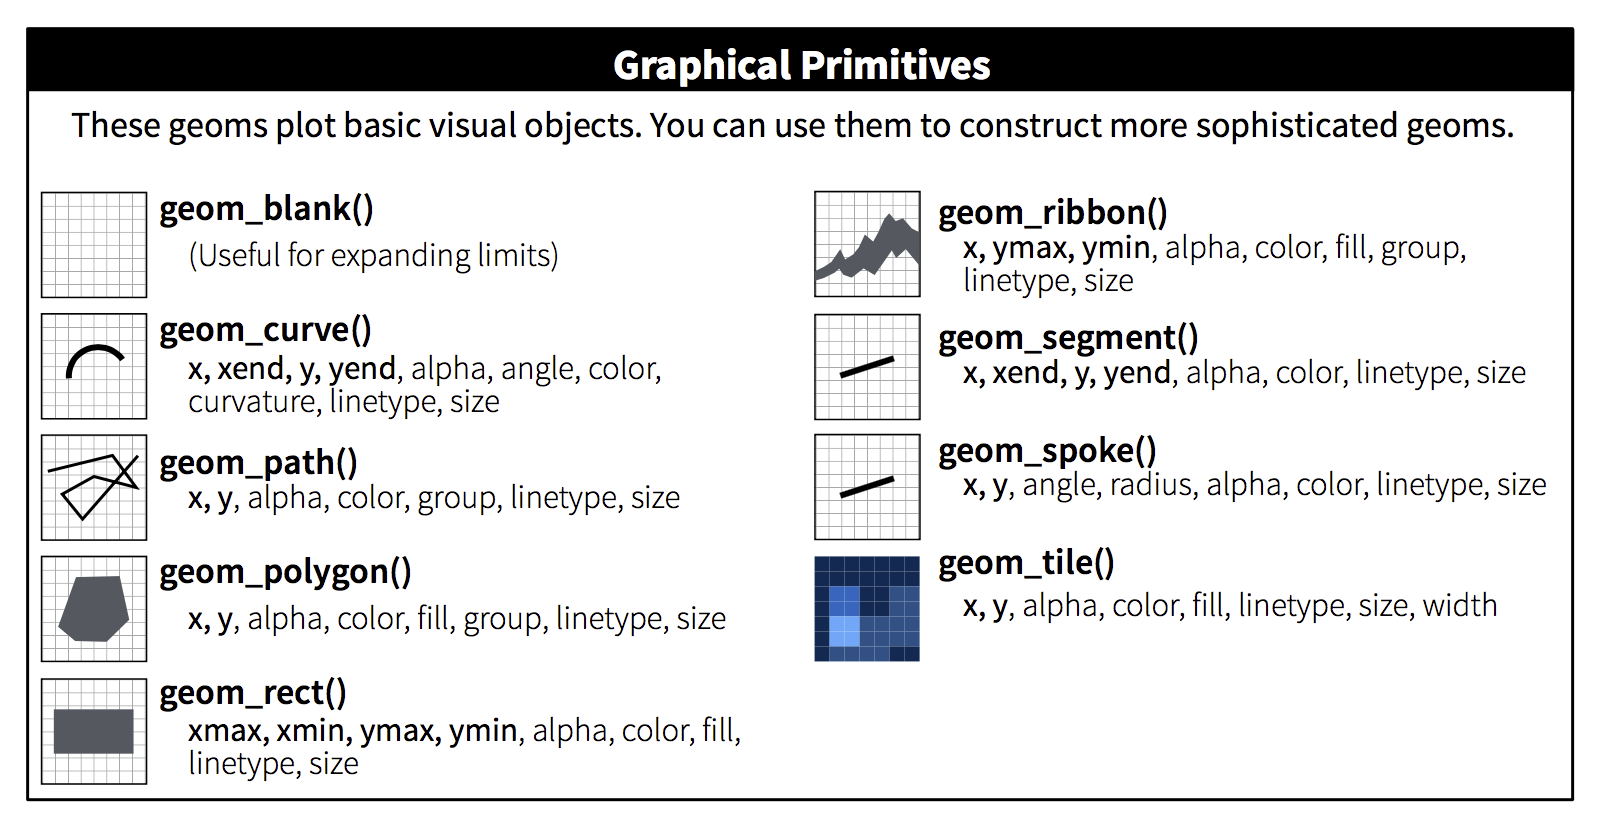 Graphical Primitives
These geoms plot basic visual objects. You can use them to construct more sophisticated geoms.
geom_blank()
(Useful for expanding limits)
geom_curve()
x, xend, y, yend, alpha, angle, color,
curvature, linetype, size
geom_path()
x, y, alpha, color, group, linetype, size
geom_polygon()
x, y, alpha, color, fill, group, linetype, size
geom_rect()
xmax, xmin, ymax, ymin, alpha, color, fill,
linetype, size
geom_ribbon()
x, ymax, ymin, alpha, color, fill, group,
linetype, size
geom_segment()
x, xend, y, yend, alpha, color, linetype, size
geom_spoke()
x, y, angle, radius, alpha, color, linetype, size
geom_tile()
x, y, alpha, color, fill, linetype, size, width